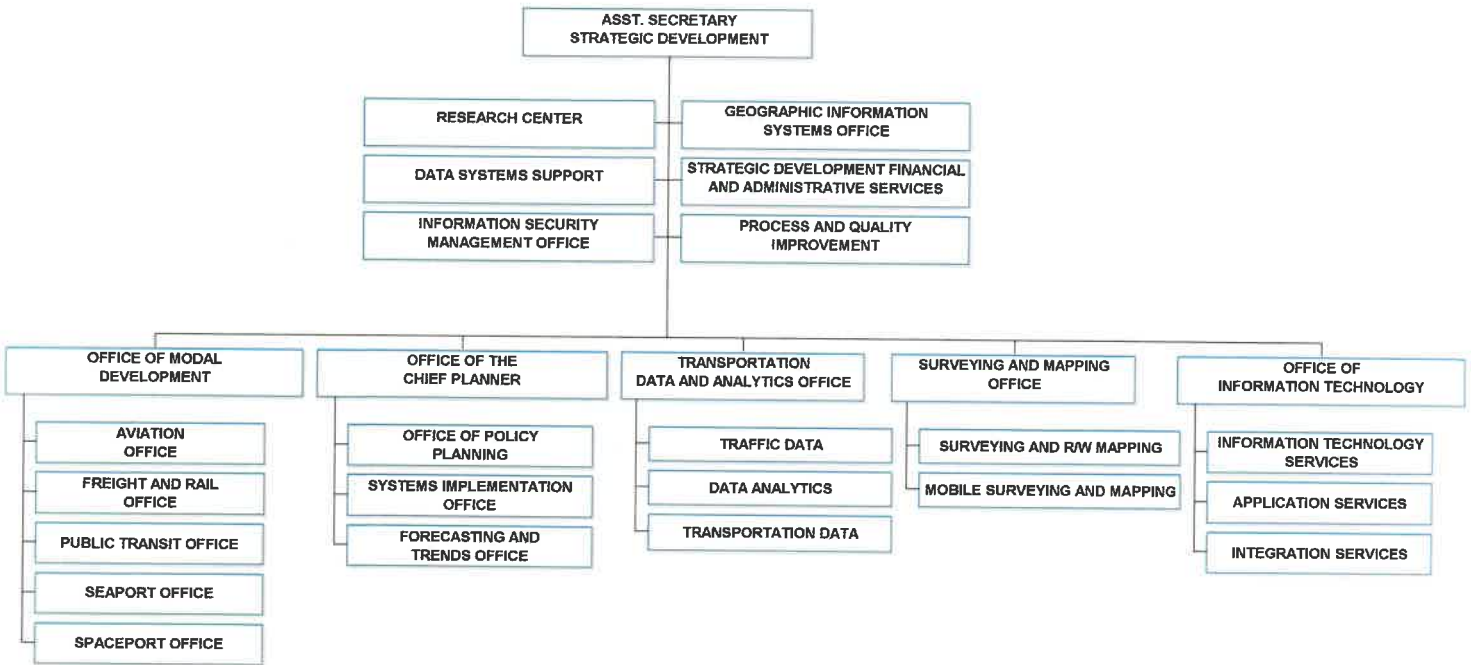 ASST. SECRETARY
STRATEGIC DEVELOPMENT
RESEARCH CENTER
GEOGRAPHIC INFORMATION
SYSTEMS OFFICE
DATA SYSTEMS SUPPORT
STRATEGIC DEVELOPMENT FINANCIAL
AND ADMINISTRATIVE SERVICES
INFORMATION SECURITY
MANAGEMENT OFFICE
PROCESS AND QUALITY
IMPROVEMENT
OFFICE OF MODAL
DEVELOPMENT
AVIATION
OFFICE
FREIGHT AND RAIL
OFFICE
PUBLIC TRANSIT OFFICE
SEAPORT OFFICE
SPACEPORT OFFICE
OFFICE OF THE
CHIEF PLANNER
OFFICE OF POLICY
PLANNING
SYSTEMS IMPLEMENTATION
OFFICE
FORECASTING AND
TRENDS OFFICE
TRANSPORTATION
DATA AND ANALYTICS OFFICE
TRAFFIC DATA
DATA ANALYTICS
TRANSPORTATION DATA
SURVEYING AND MAPPING
OFFICE
SURVEYING AND R/W MAPPING
MOBILE SURVEYING AND MAPPING
OFFICE OF
INFORMATION TECHNOLOGY
INFORMATION TECHNOLOGY
SERVICES
APPLICATION SERVICES
INTEGRATION SERVICES